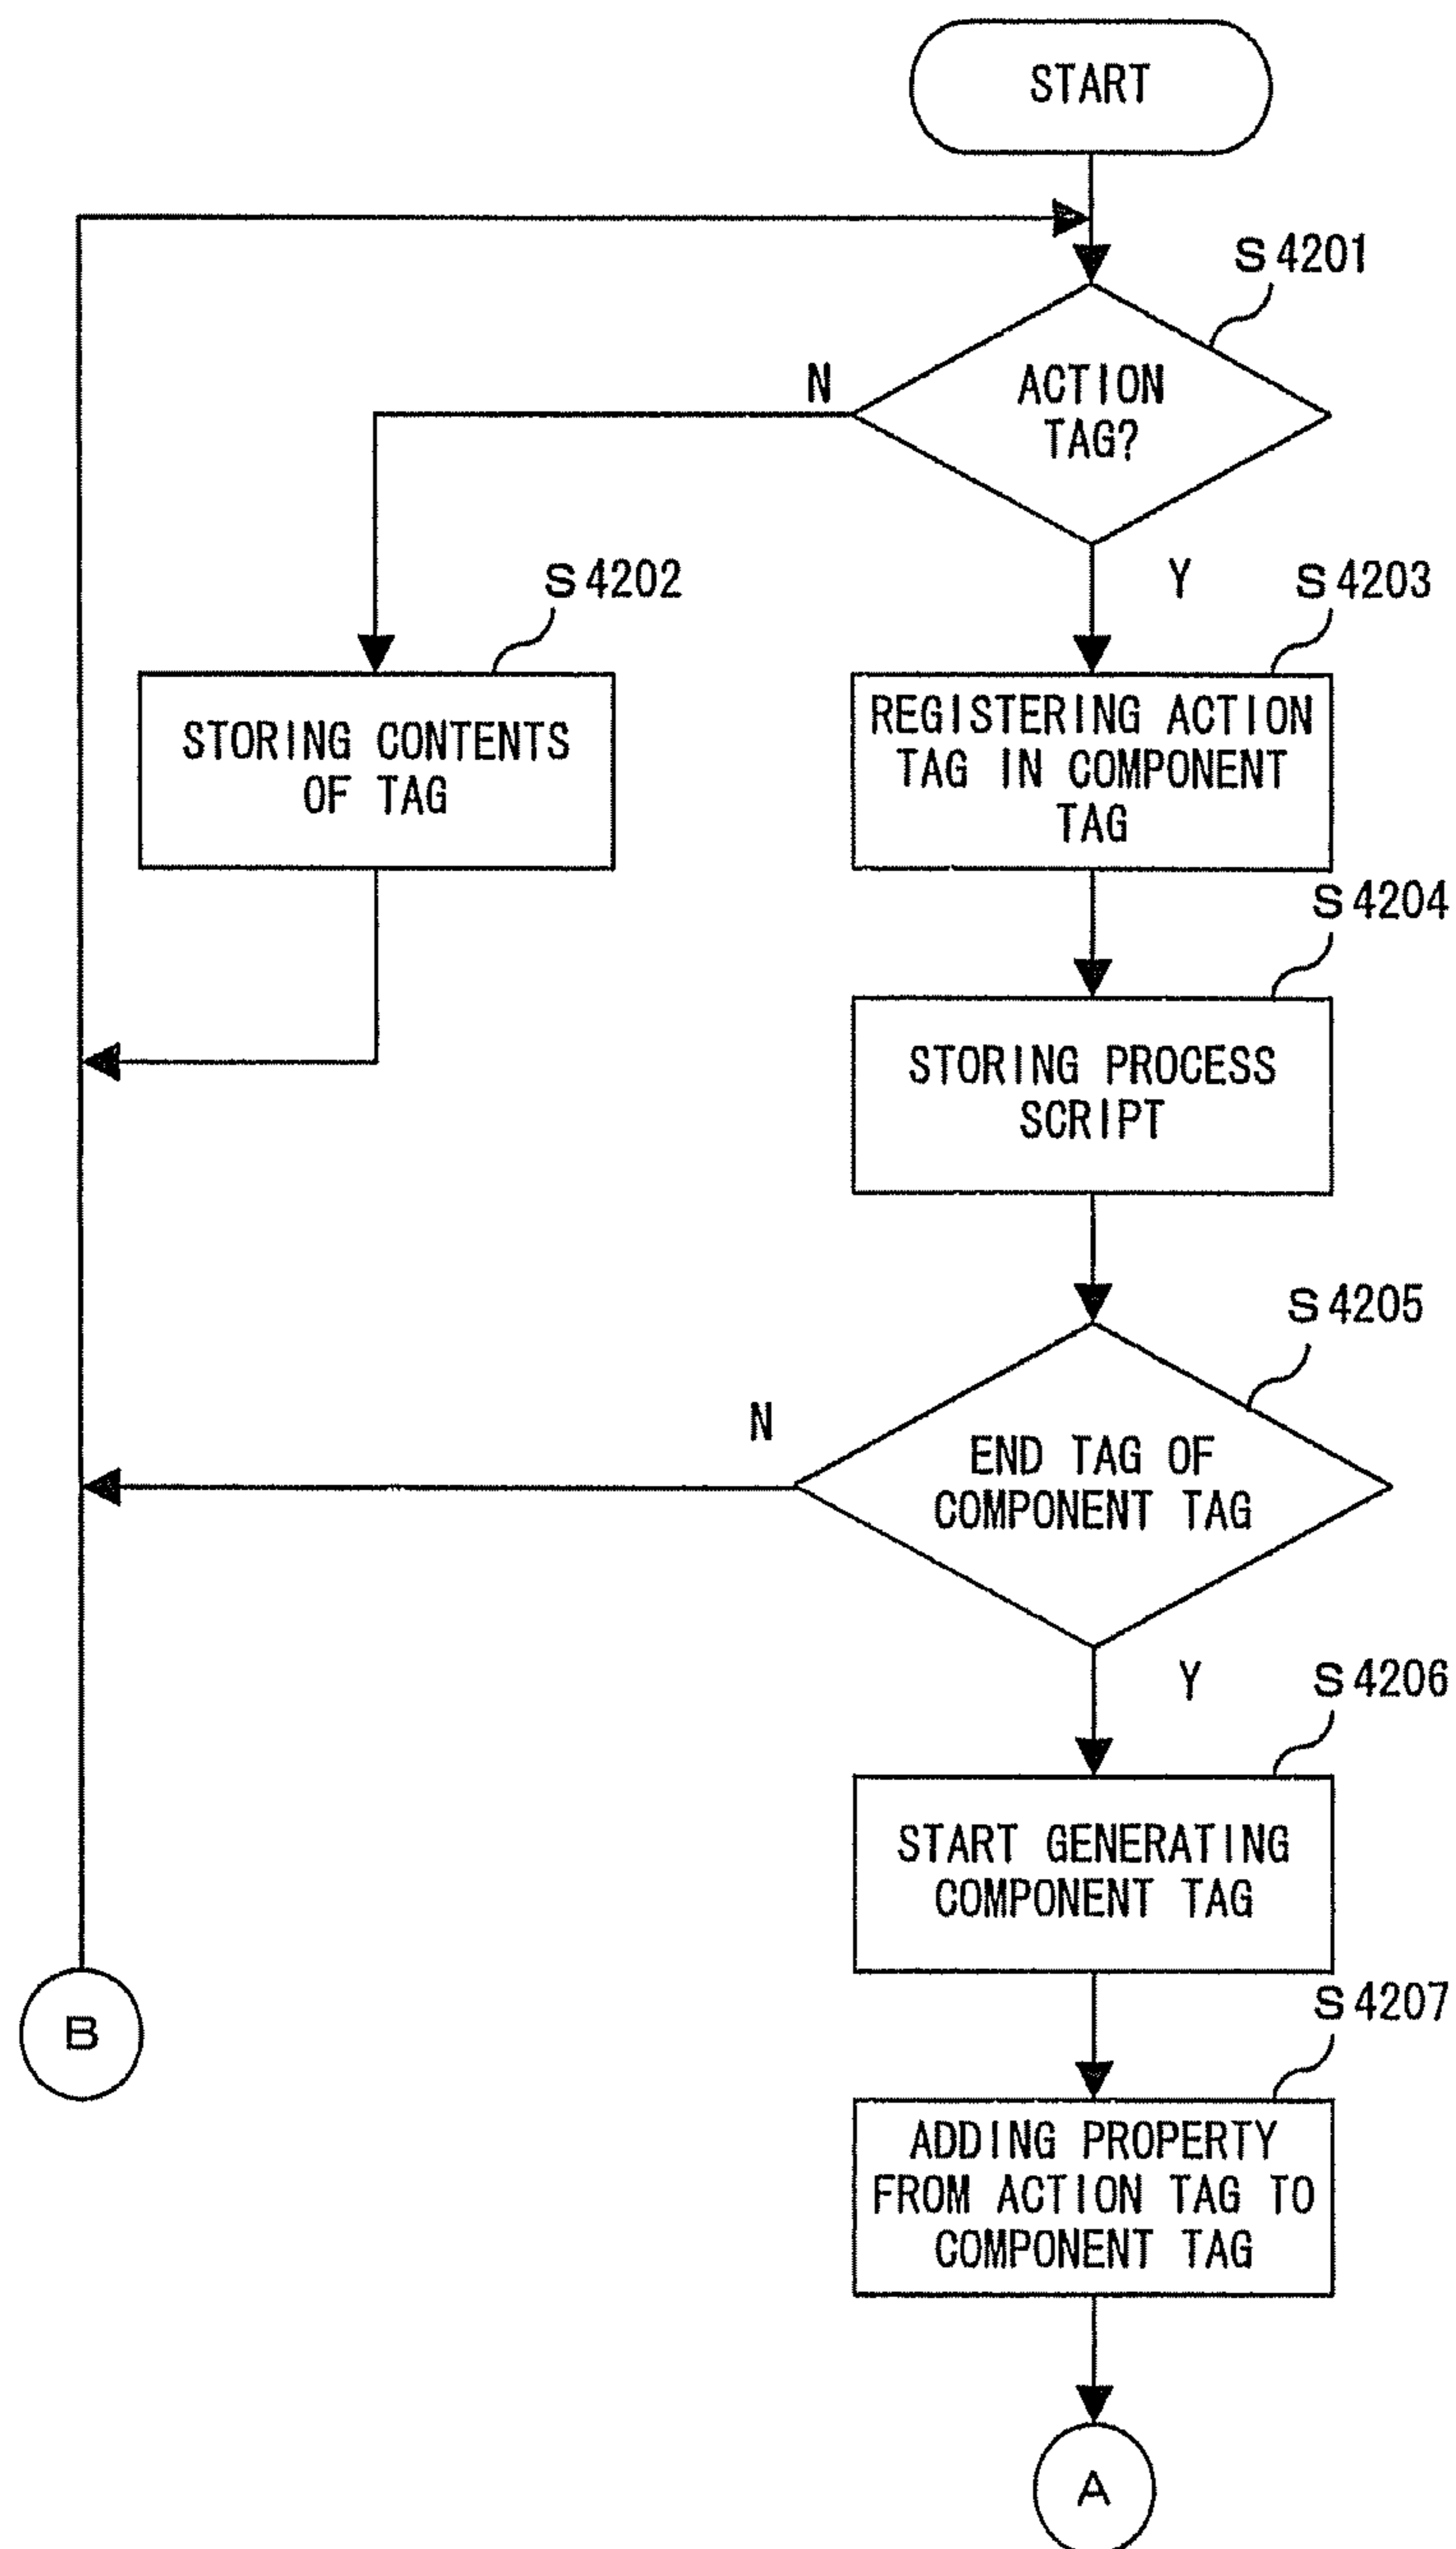 START
S4201
ACTION
TAG?
N
Y
S4202
S4203
STORING CONTENTS
OF TAG
REGISTERING ACTION
TAG IN COMPONENT
TAG
S4204
STORING PROCESS
SCRIPT
S4205
N
END TAG OF
COMPONENT TAG
Y
S4206
START GENERATING
COMPONENT TAG
B
S4207
ADDING PROPERTY
FROM ACTION TAG TO
COMPONENT TAG
A